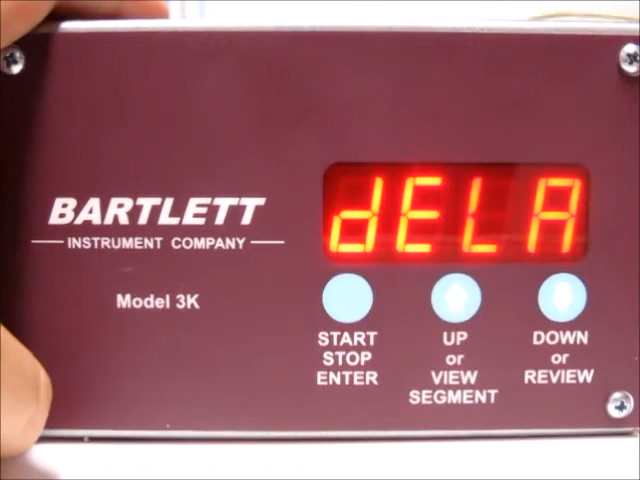 BARTLETT
INSTRUMENT COMPANY
Model 3K
dELA
START
STOP
ENTER
UP
or
VIEW
SEGMENT
DOWN
or
REVIEW